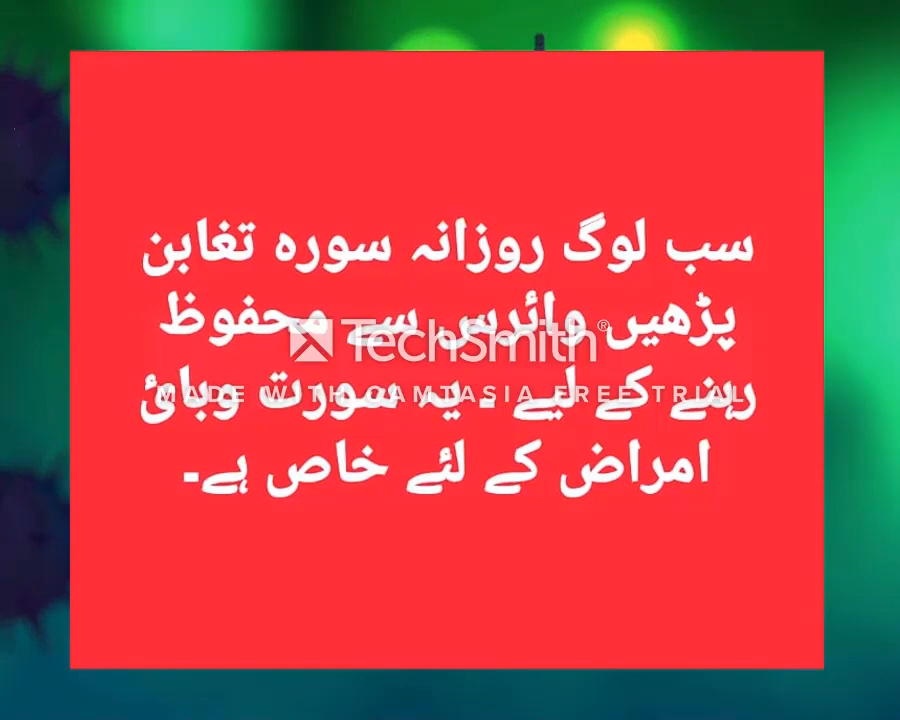 سب لوگ روزانہ سورہ تغابن
پڑھیں وائرس سے محفوظ
TechSmith®
رہنے کے لیے ۔ یہ سورت وبائ
MADE WITH CAMTASIA FREE TRIAL
امراض کے لئے خاص ہے۔